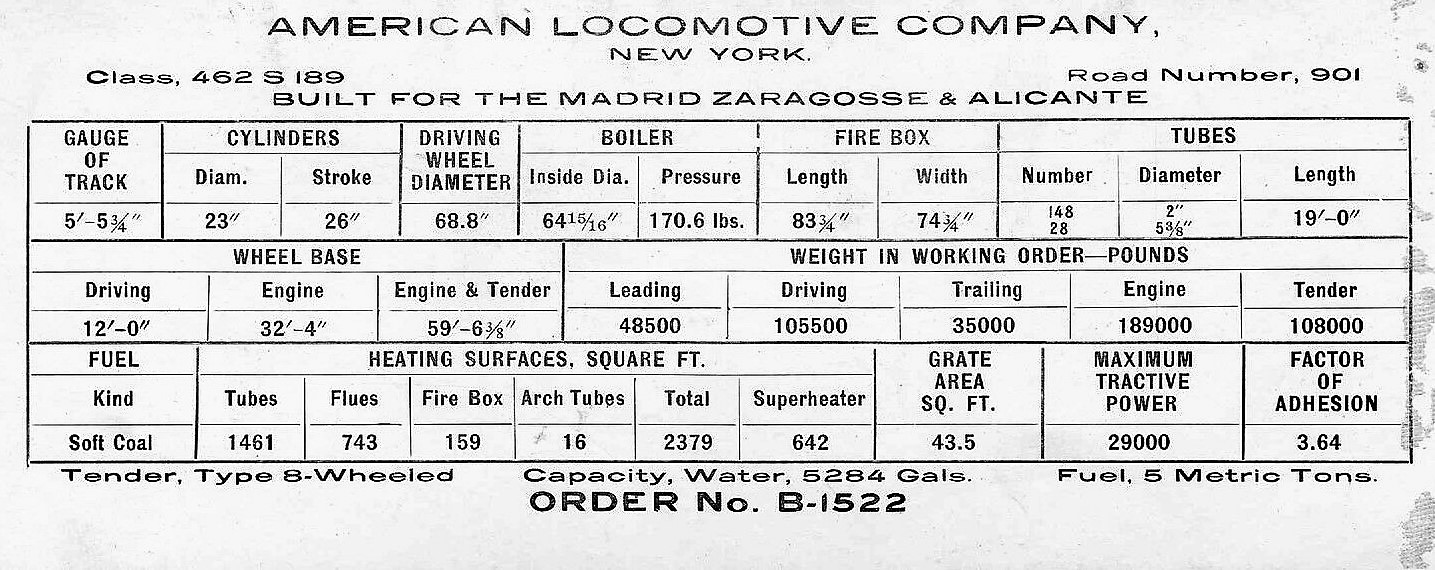 AMERICAN LOCOMOTIVE COMPANY,
NEW YORK.
Class, 462 S 189 Road Number, 901
BUILT FOR THE MADRID ZARAGOSSE & ALICANTE
GAUGE OF TRACK CYLINDERS DRIVING WHEEL DIAMETER BOILER FIRE BOX TUBES
Diam. Stroke Inside Dia. Pressure Length Width Number Diameter Length
5′-5¾″ 23″ 26″ 68.8″ 64 15/16″ 170.6 lbs. 83¾″ 74¾″ 148 2″ 19′-0″
28 5⅜″
WHEEL BASE WEIGHT IN WORKING ORDER—POUNDS
Driving Engine Engine & Tender Leading Driving Trailing Engine Tender
12′-0″ 32′-4″ 59′-6⅜″ 48500 105500 35000 189000 108000
FUEL HEATING SURFACES, SQUARE FT. GRATE AREA SQ. FT. MAXIMUM TRACTIVE POWER FACTOR OF ADHESION
Kind Tubes Flues Fire Box Arch Tubes Total Superheater
Soft Coal 1461 743 159 16 2379 642 43.5 29000 3.64
Tender, Type 8-Wheeled Capacity, Water, 5284 Gals. Fuel, 5 Metric Tons.
ORDER No. B-1522